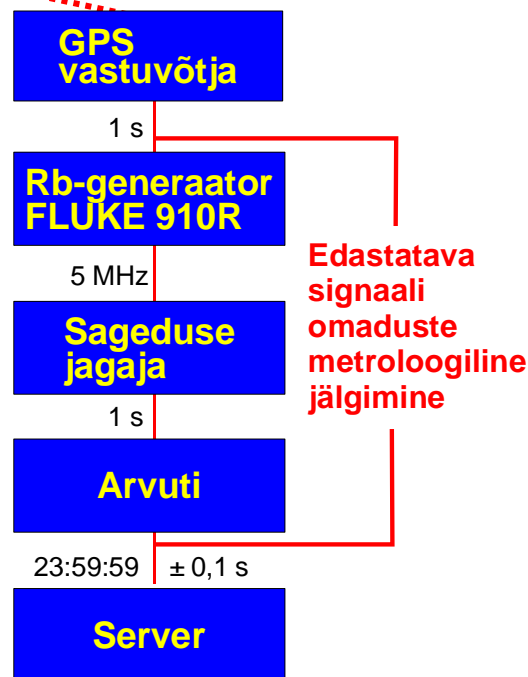 GPS
vastuvõtja
1 s
Rb-generaator
FLUKE 910R
5 MHz
Sageduse
jagaja
1 s
Arvuti
23:59:59 ± 0,1 s
Server
Edastatava
signaali
omaduste
metroloogiline
jälgimine